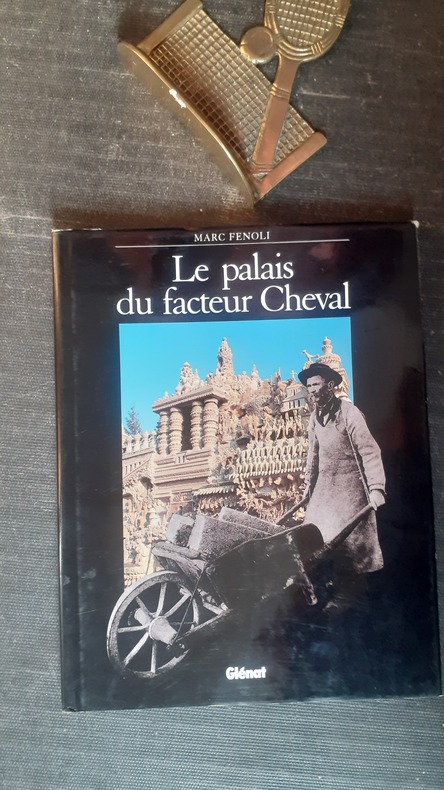 MARC FENOLI
Le palais
du facteur Cheval
Glénat